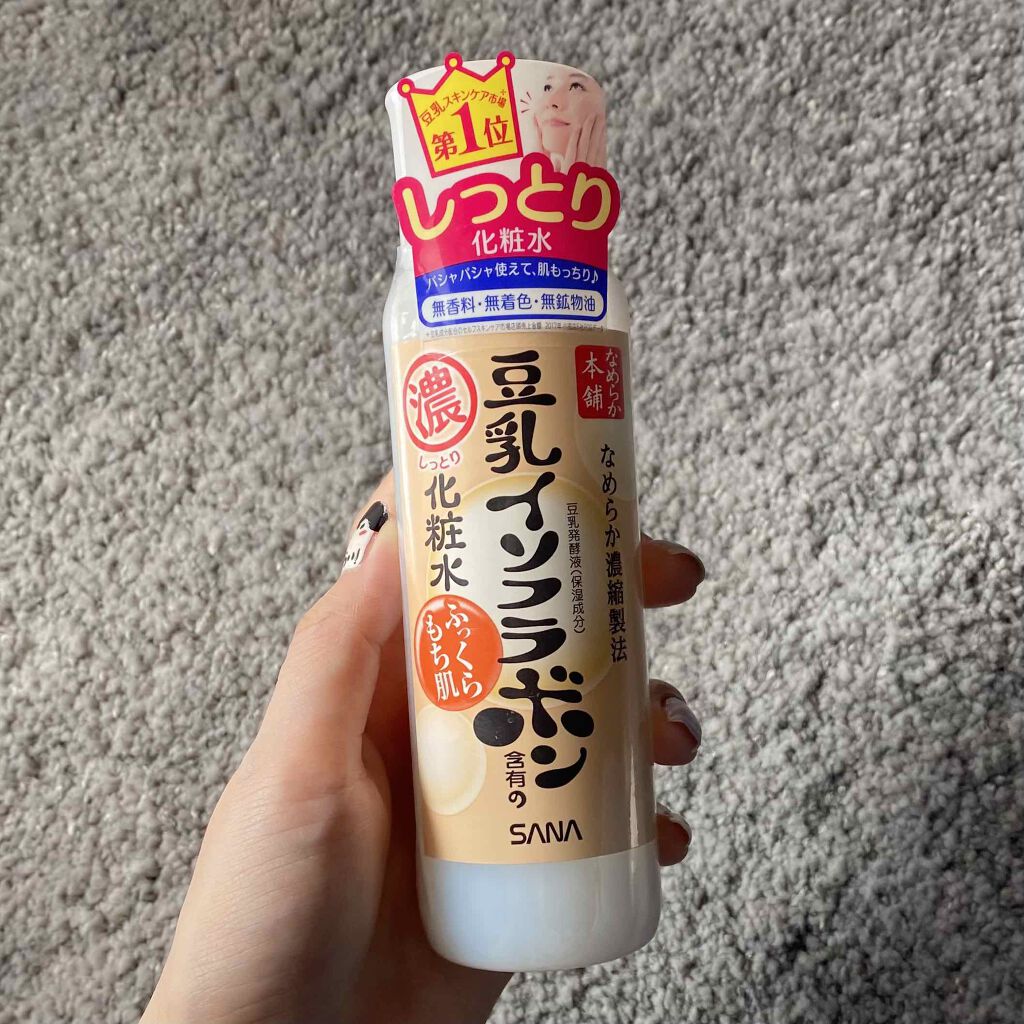 豆乳スキンケア市場*
第1位
しっとり
化粧水
バシャバシャ使えて、肌もっちり♪
無香料・無着色・無鉱物油
なめらか
本舗
なめらか濃縮製法
豆乳発酵液(保湿成分)
豆乳イソフラボン
含有の
濃
しっとり
化粧水
ふっくら
もち肌
SANA